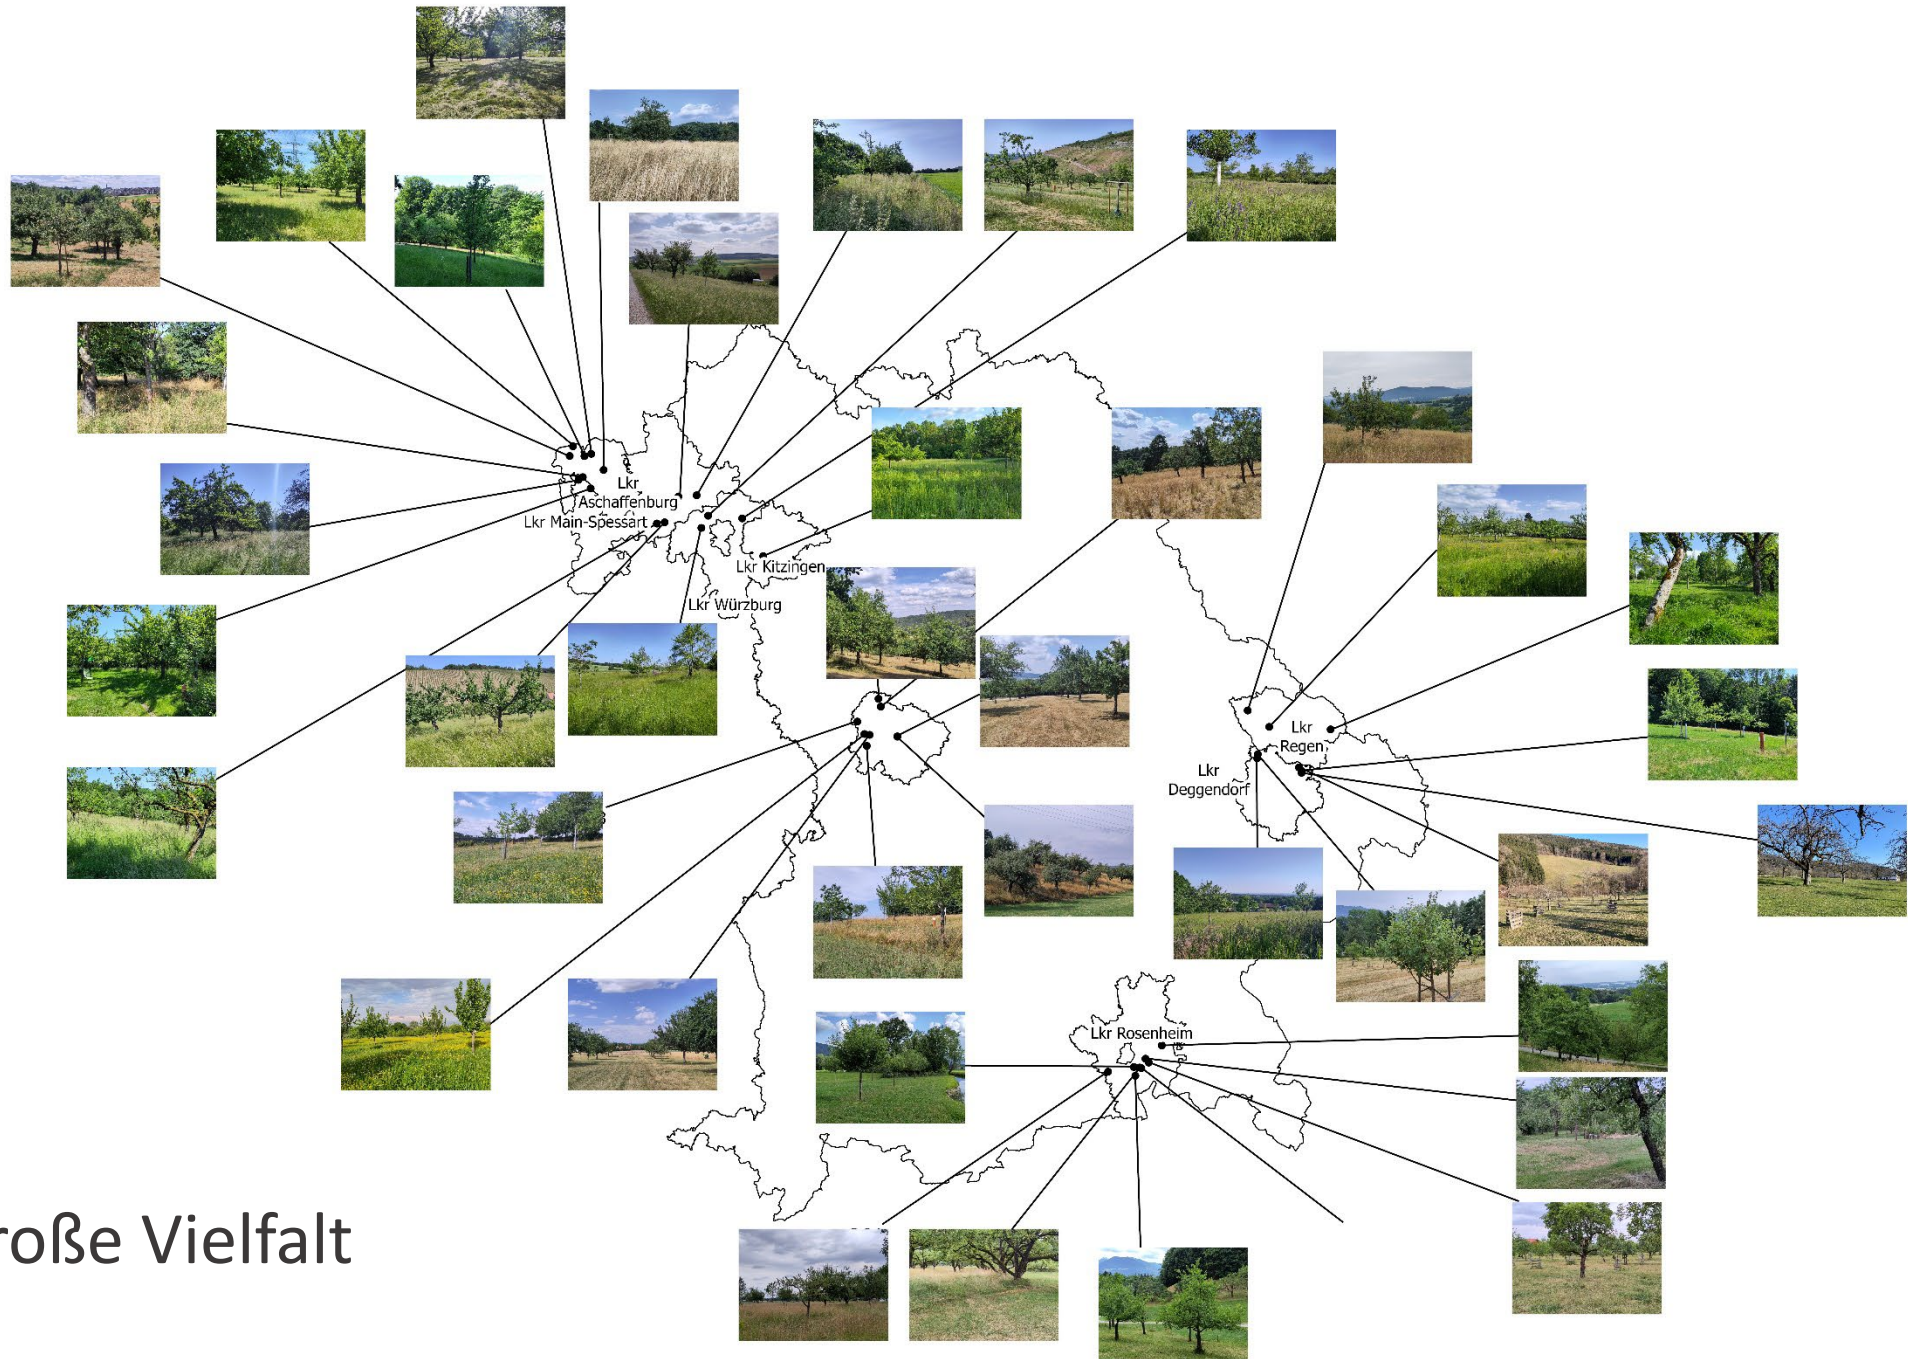 Lkr
Aschaffenburg
Lkr Main-Spessart
Lkr Kitzingen
Lkr Würzburg
Lkr
Regen
Lkr
Deggendorf
Lkr Rosenheim
roße Vielfalt